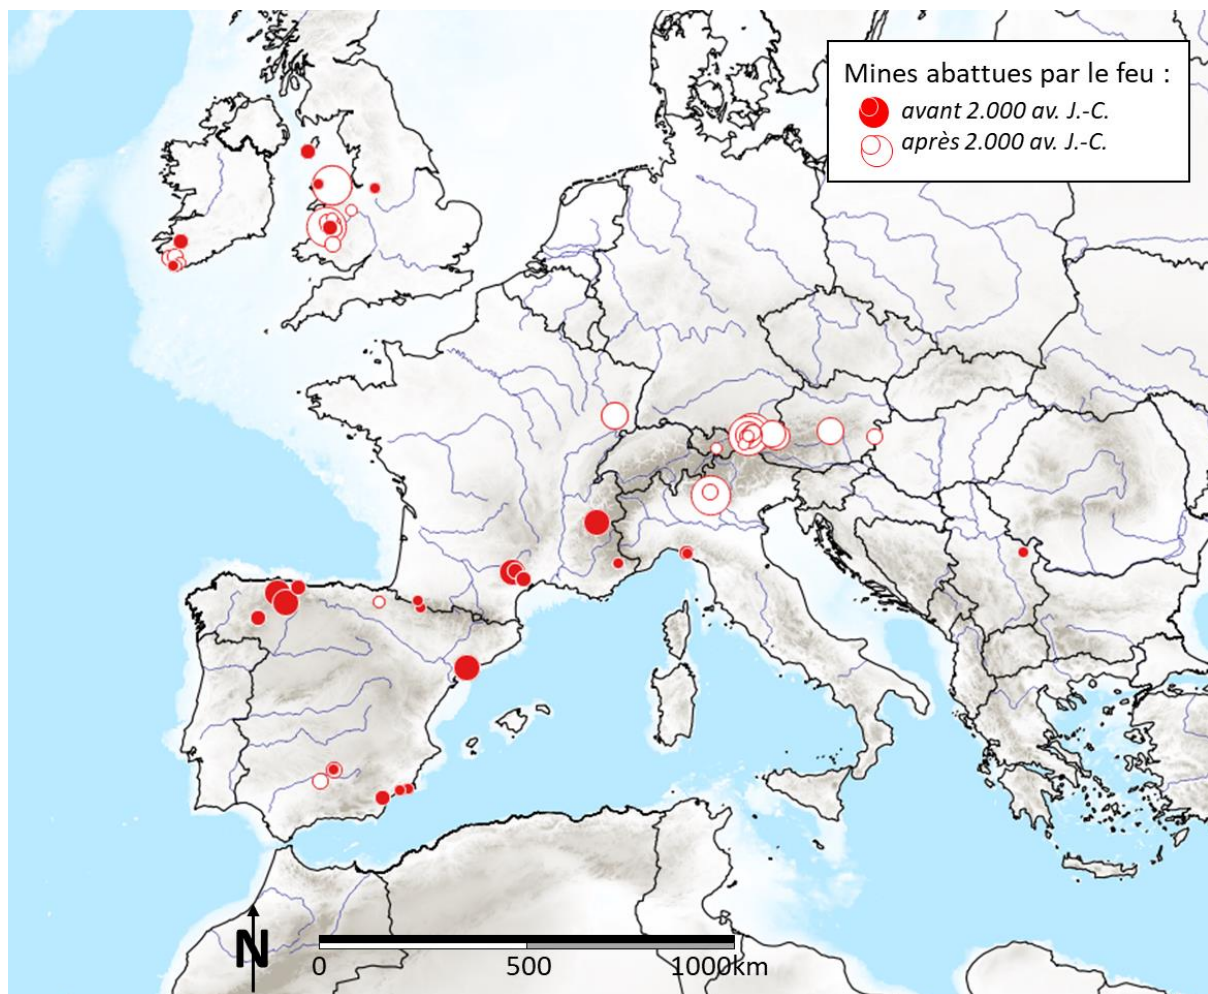 Mines abattues par le feu :
avant 2.000 av. J.-C.
après 2.000 av. J.-C.
N
0 500 1000km